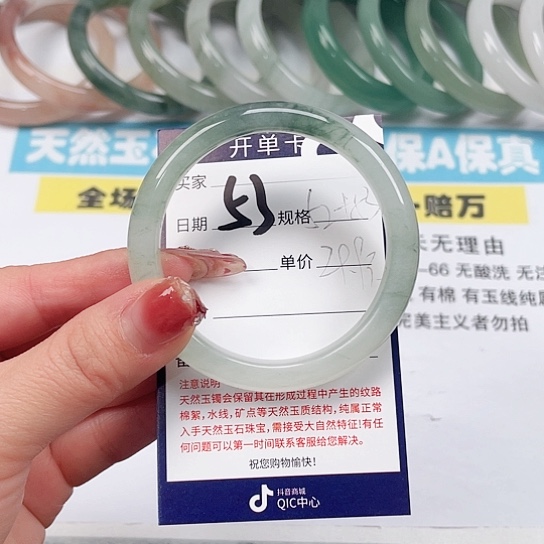 天然玉
保A保真
全场
赔万
开单卡
买家
日期 53 规格
单价
无理由
-66 无酸洗 无注
有棉 有玉线纯属
完美主义者勿拍
注意说明
天然玉镯会保留其在形成过程中产生的纹路
棉絮，水线，矿点等天然玉质结构，纯属正常
入手天然玉石珠宝，需接受大自然特征！有任
何问题可以第一时间联系客服给您解决。
祝您购物愉快！
抖音商城
QIC中心